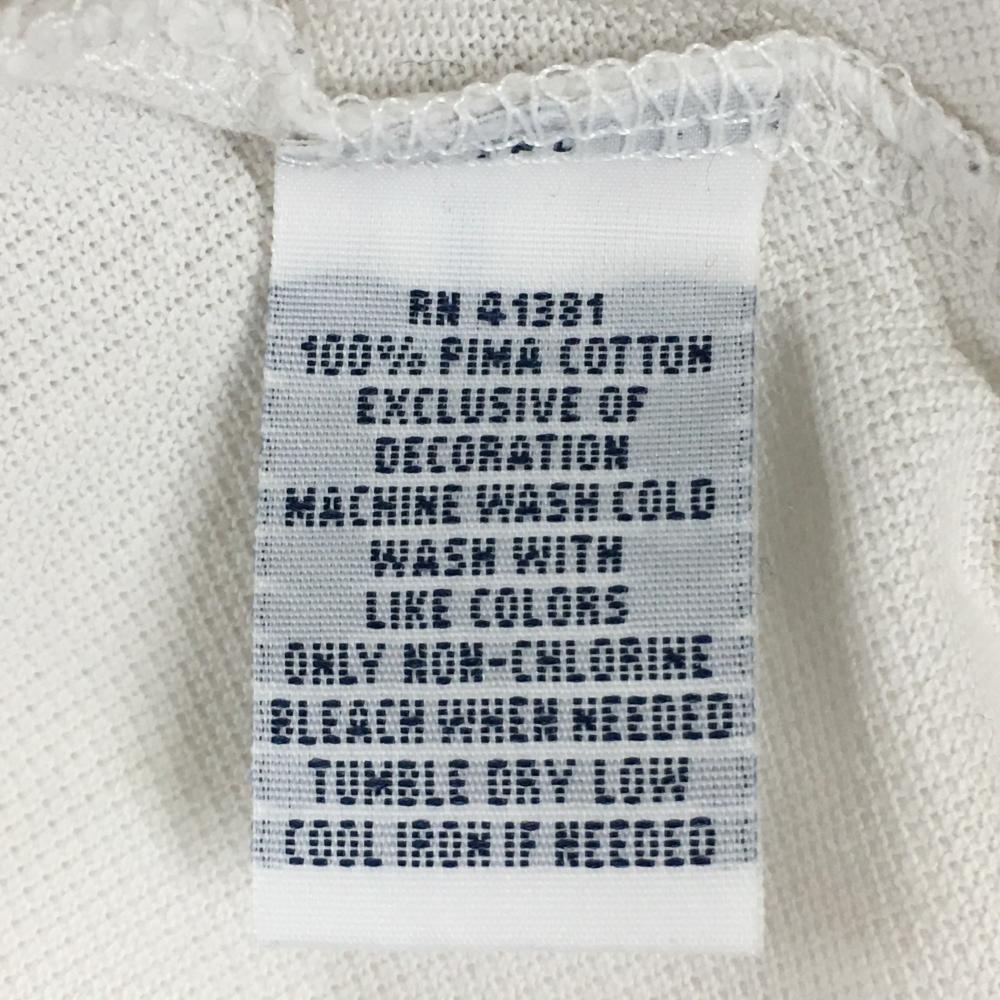 RN 41381
100% PIMA COTTON
EXCLUSIVE OF
DECORATION
MACHINE WASH COLD
WASH WITH
LIKE COLORS
ONLY NON-CHLORINE
BLEACH WHEN NEEDED
TUMBLE DRY LOW
COOL IRON IF NEEDED